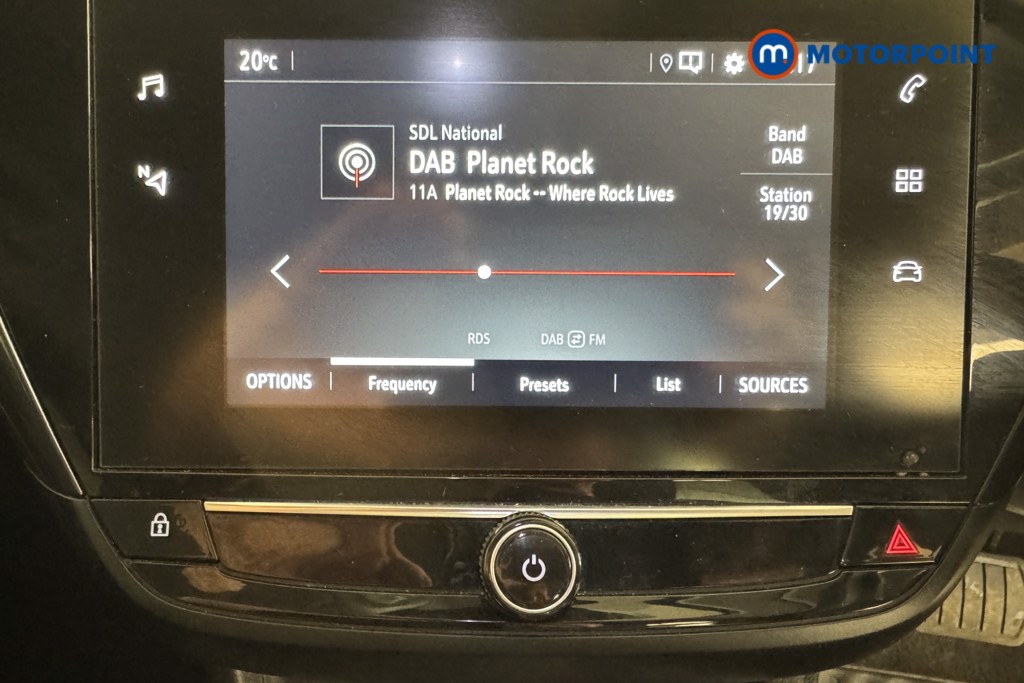 20°C
m MOTORPOINT
SDL National
DAB Planet Rock
11A Planet Rock -- Where Rock Lives
Band
DAB
Station
19/30
N
RDS DAB FM
OPTIONS Frequency Presets List SOURCES